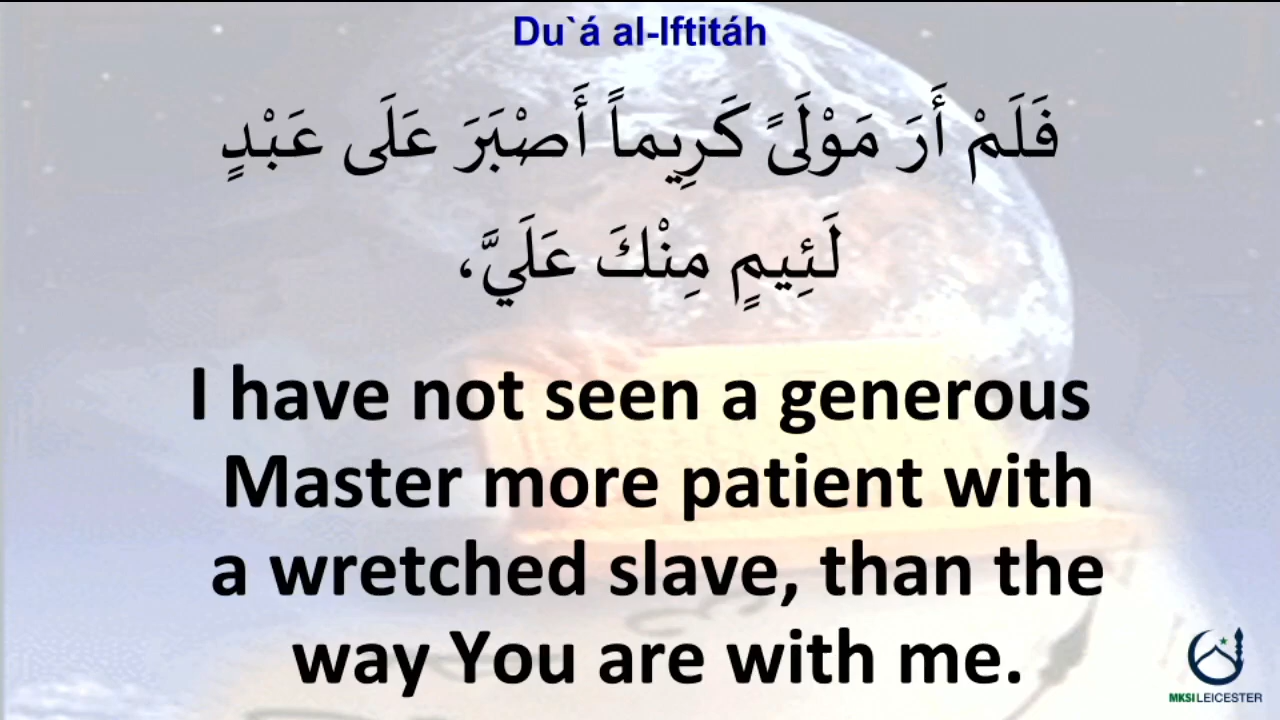 Du`á al-Iftitáh
فَلَمْ أَرَ مَوْلَىً كَرِيماً أَصْبَرَ عَلَى عَبْدٍ
لَئِيمٍ مِنْكَ عَلَيَّ،
I have not seen a generous
Master more patient with
a wretched slave, than the
way You are with me.
MKSI LEICESTER